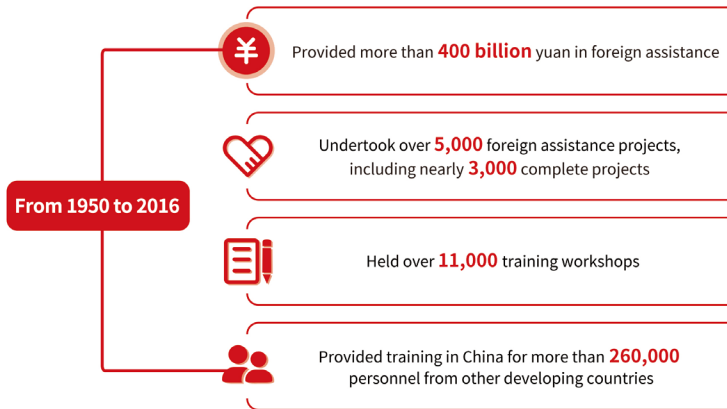 Provided more than 400 billion yuan in foreign assistance
Undertook over 5,000 foreign assistance projects,
including nearly 3,000 complete projects
From 1950 to 2016
Held over 11,000 training workshops
Provided training in China for more than 260,000
personnel from other developing countries